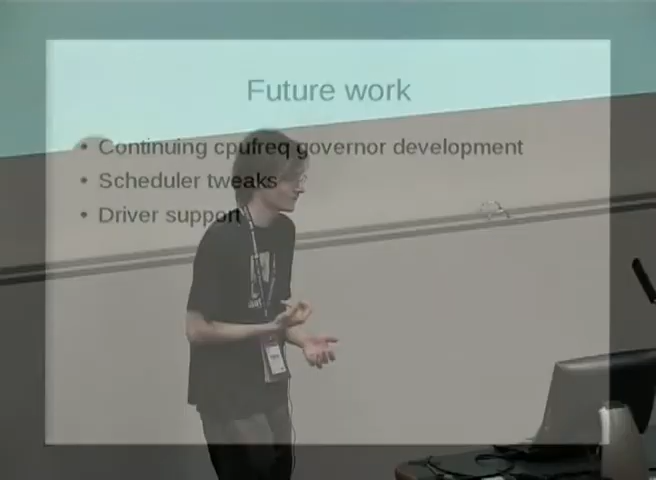 Future work
• Continuing cpufreq governor development
• Scheduler tweaks
• Driver support